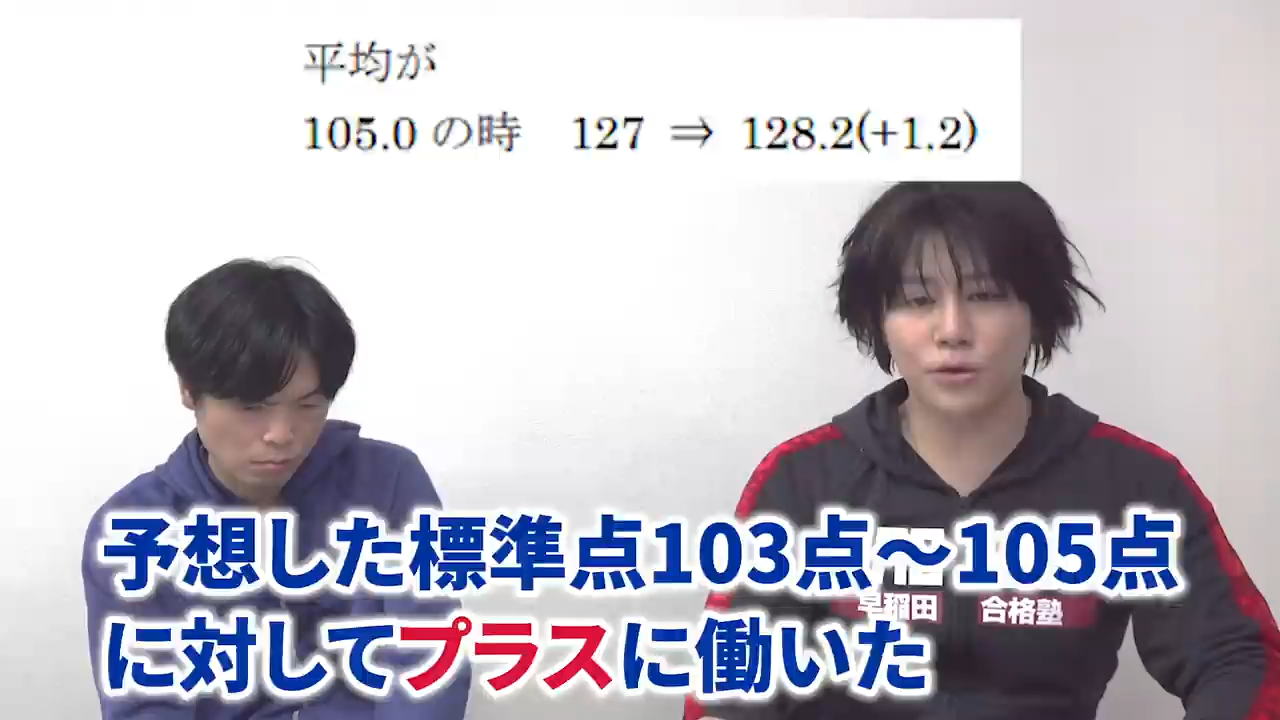 平均が
105.0 の時 127 ⇒ 128.2(+1.2)
予想した標準点103点～105点
早稲田 合格塾
に対してプラスに働いた